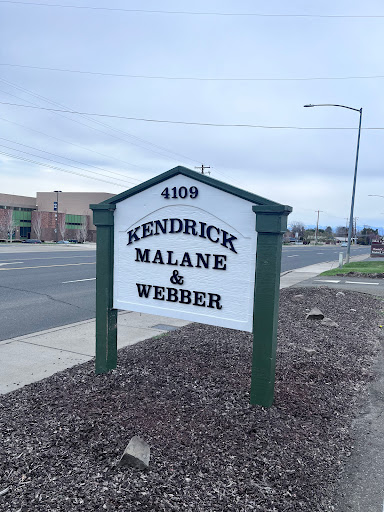 4109
KENDRICK
MALANE
&
WEBBER